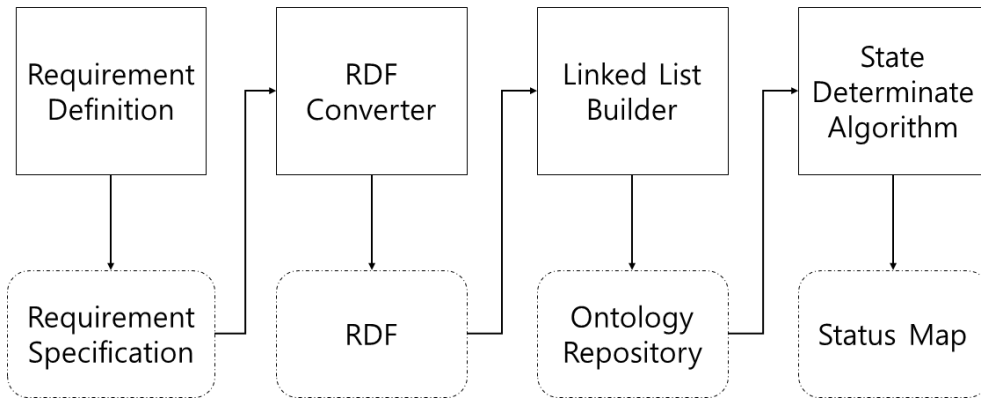 Requirement
Definition
RDF
Converter
Linked List
Builder
State
Determinate
Algorithm
Requirement
Specification
RDF
Ontology
Repository
Status Map